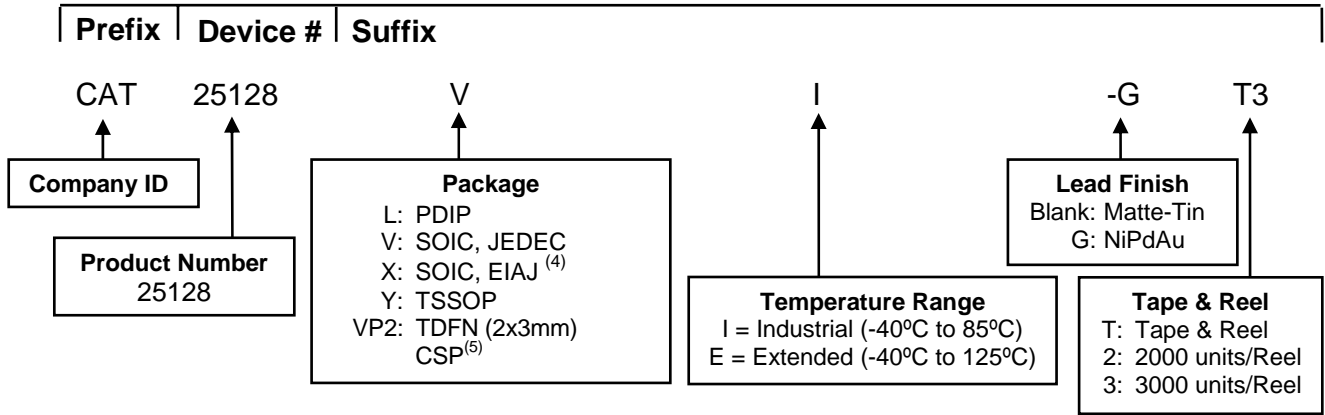 Prefix Device # Suffix
CAT 25128 V I -G T3
Company ID
Product Number
25128
Package
L: PDIP
V: SOIC, JEDEC
X: SOIC, EIAJ (4)
Y: TSSOP
VP2: TDFN (2x3mm)
CSP(5)
Temperature Range
I = Industrial (-40ºC to 85ºC)
E = Extended (-40ºC to 125ºC)
Lead Finish
Blank: Matte-Tin
G: NiPdAu
Tape & Reel
T: Tape & Reel
2: 2000 units/Reel
3: 3000 units/Reel